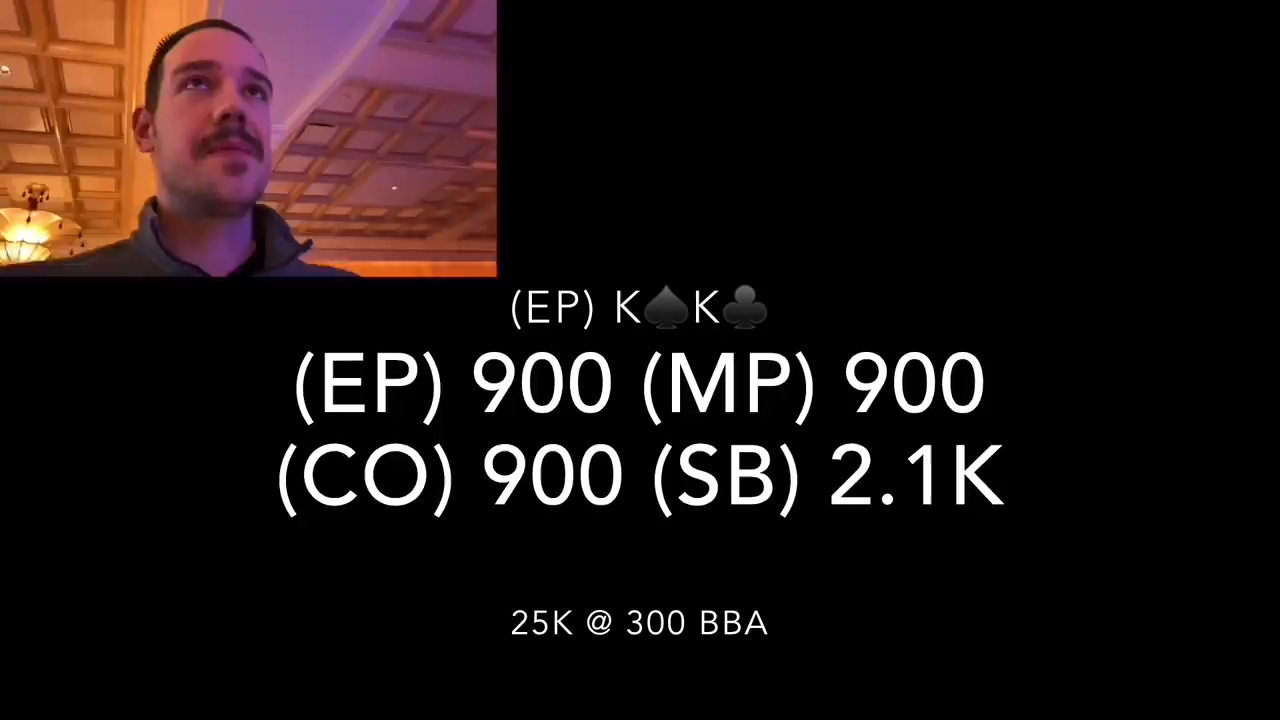 (EP) K♠K♣
(EP) 900 (MP) 900
(CO) 900 (SB) 2.1K
25K @ 300 BBA